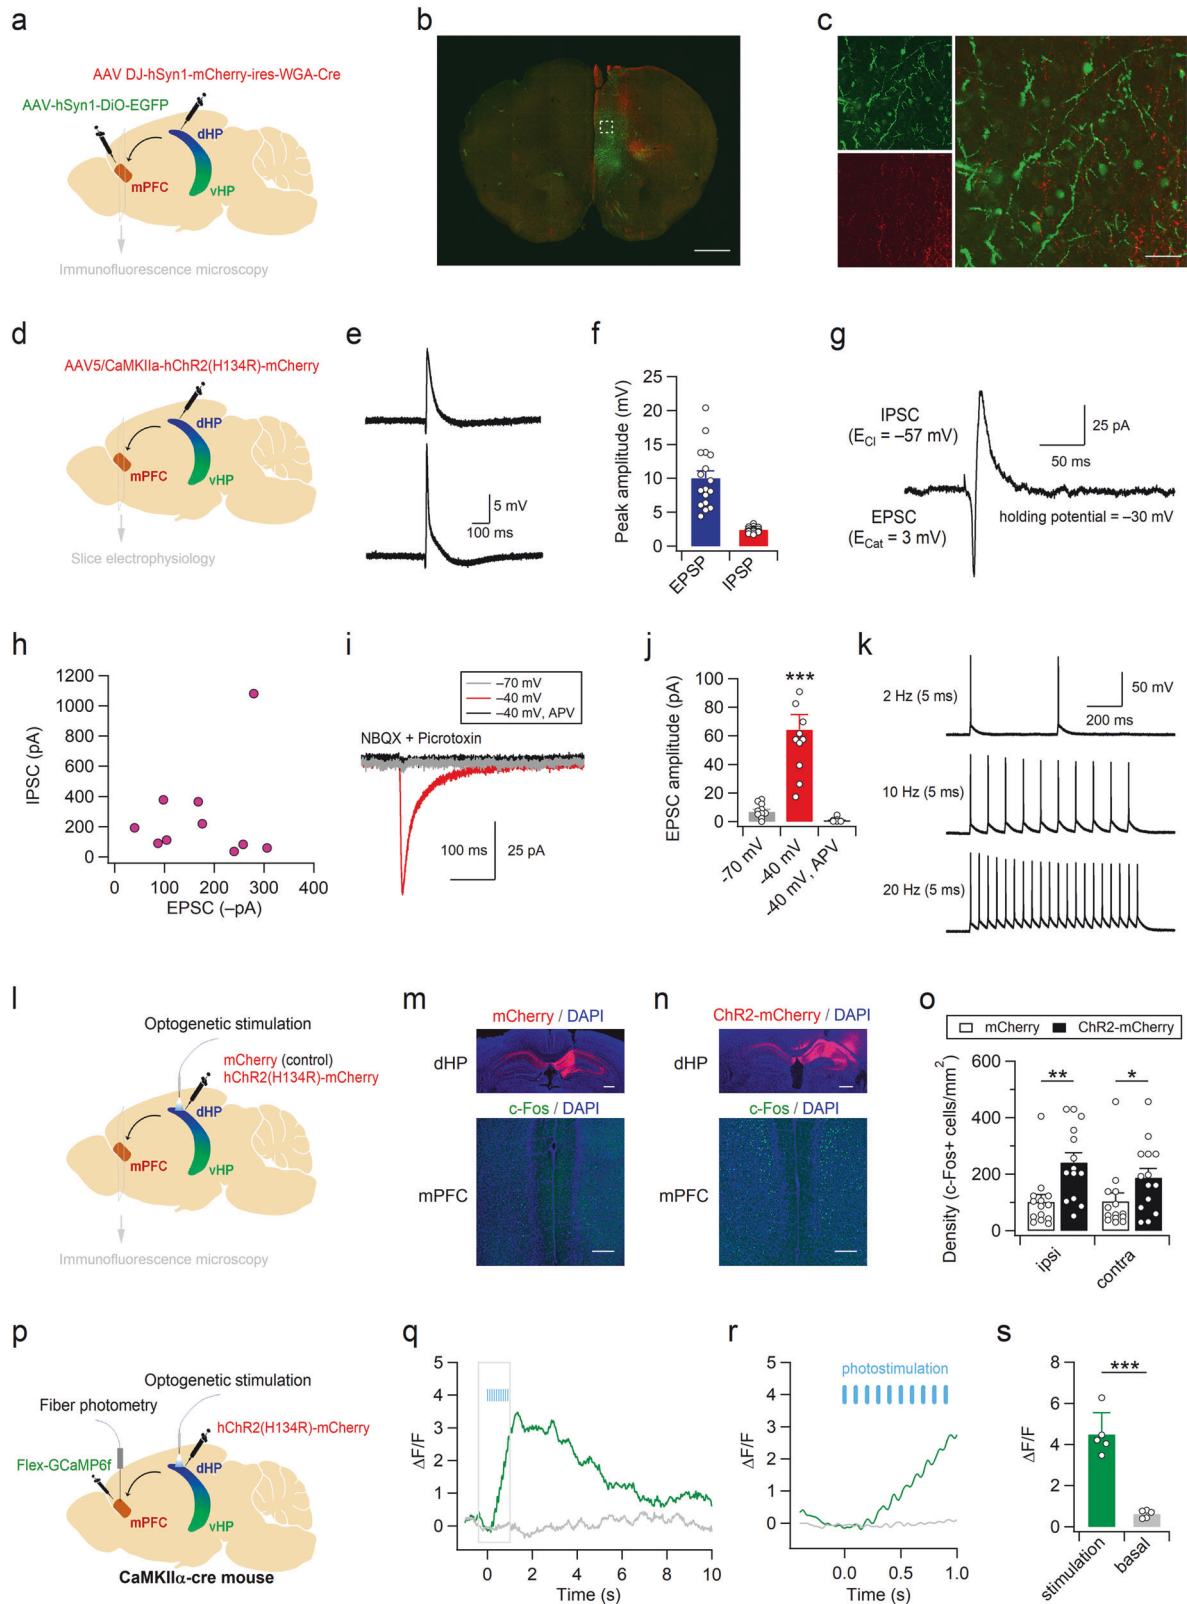 a
AAV DJ-hSyn1-mCherry-ires-WGA-Cre
AAV-hSyn1-DiO-EGFP
dHP
mPFC
vHP
Immunofluorescence microscopy
b
c
d
AAV5/CaMKIIa-hChR2(H134R)-mCherry
dHP
mPFC
vHP
Slice electrophysiology
e
5 mV
100 ms
f
Peak amplitude (mV)
25
20
15
10
5
0
EPSP
IPSP
g
IPSC
(ECl = –57 mV)
25 pA
50 ms
EPSC
(ECat = 3 mV)
holding potential = –30 mV
h
IPSC (pA)
1200
1000
800
600
400
200
0
0 100 200 300 400
EPSC (–pA)
i
–70 mV
–40 mV
–40 mV, APV
NBQX + Picrotoxin
100 ms
25 pA
j
EPSC amplitude (pA)
100
80
60
40
20
0
***
-70 mV
-40 mV
-40 mV, APV
k
2 Hz (5 ms)
50 mV
200 ms
10 Hz (5 ms)
20 Hz (5 ms)
l
Optogenetic stimulation
mCherry (control)
hChR2(H134R)-mCherry
dHP
mPFC
vHP
Immunofluorescence microscopy
m
mCherry / DAPI
dHP
c-Fos / DAPI
mPFC
n
ChR2-mCherry / DAPI
dHP
c-Fos / DAPI
mPFC
o
mCherry
ChR2-mCherry
Density (c-Fos+ cells/mm²)
600
400
200
0
**
*
ipsi
contra
p
Optogenetic stimulation
Fiber photometry
hChR2(H134R)-mCherry
Flex-GCaMP6f
dHP
mPFC
vHP
CaMKIIα-cre mouse
q
ΔF/F
5
4
3
2
1
0
0 2 4 6 8 10
Time (s)
r
photostimulation
ΔF/F
5
4
3
2
1
0
0.0 0.5 1.0
Time (s)
s
ΔF/F
8
6
4
2
0
***
stimulation
basal